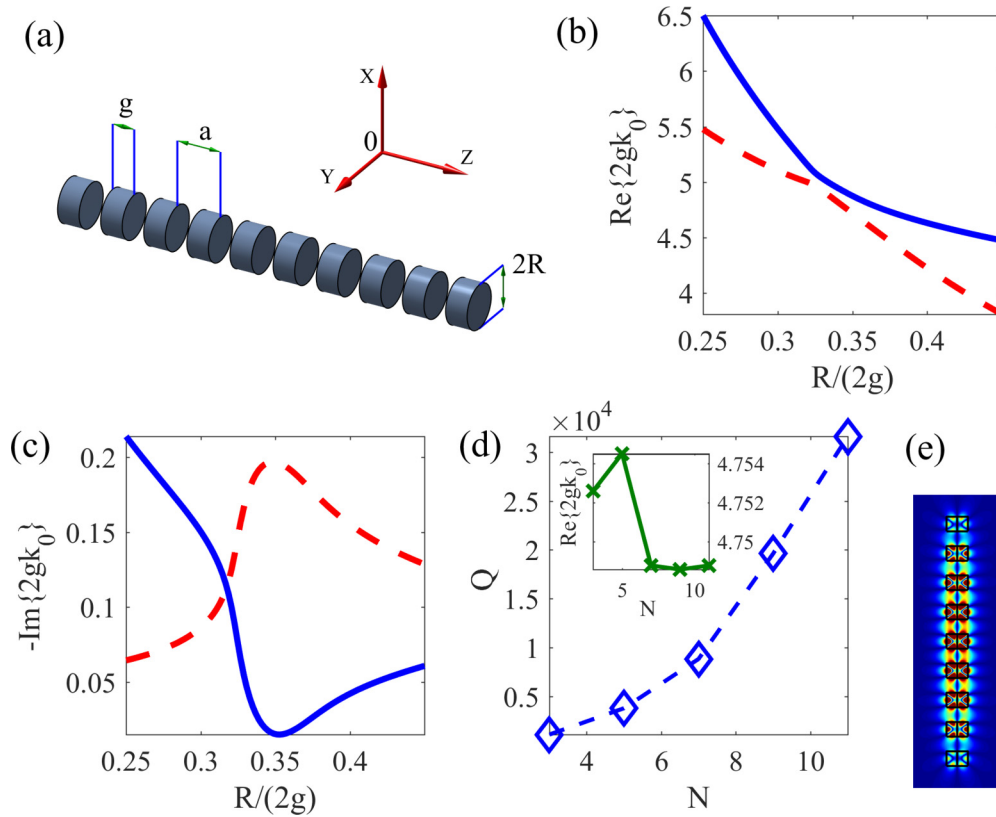 (a)
g
a
X
0
Y
Z
2R
(b)
Re{2gk₀}
6.5
6
5.5
5
4.5
4
0.25 0.3 0.35 0.4
R/(2g)
(c)
-Im{2gk₀}
0.2
0.15
0.1
0.05
0.25 0.3 0.35 0.4
R/(2g)
(d)
×10⁴
Q
3
2.5
2
1.5
1
0.5
4 6 8 10
N
Re{2gk₀}
4.754
4.752
4.75
5 10
N
(e)